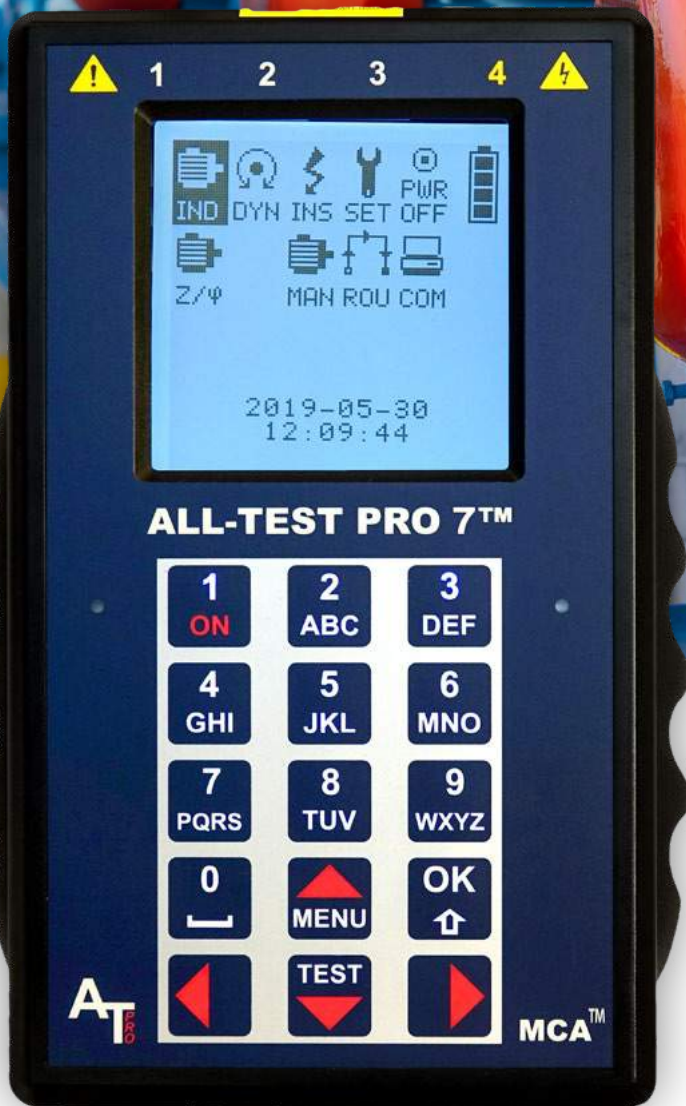 1 2 3 4
PWR
IND DYN INS SET OFF
Z/φ MAN ROU COM
2019-05-30
12:09:44
ALL-TEST PRO 7™
1 2 3
ON ABC DEF
4 5 6
GHI JKL MNO
7 8 9
PQRS TUV WXYZ
0 OK
MENU
TEST
AT PRO MCA™